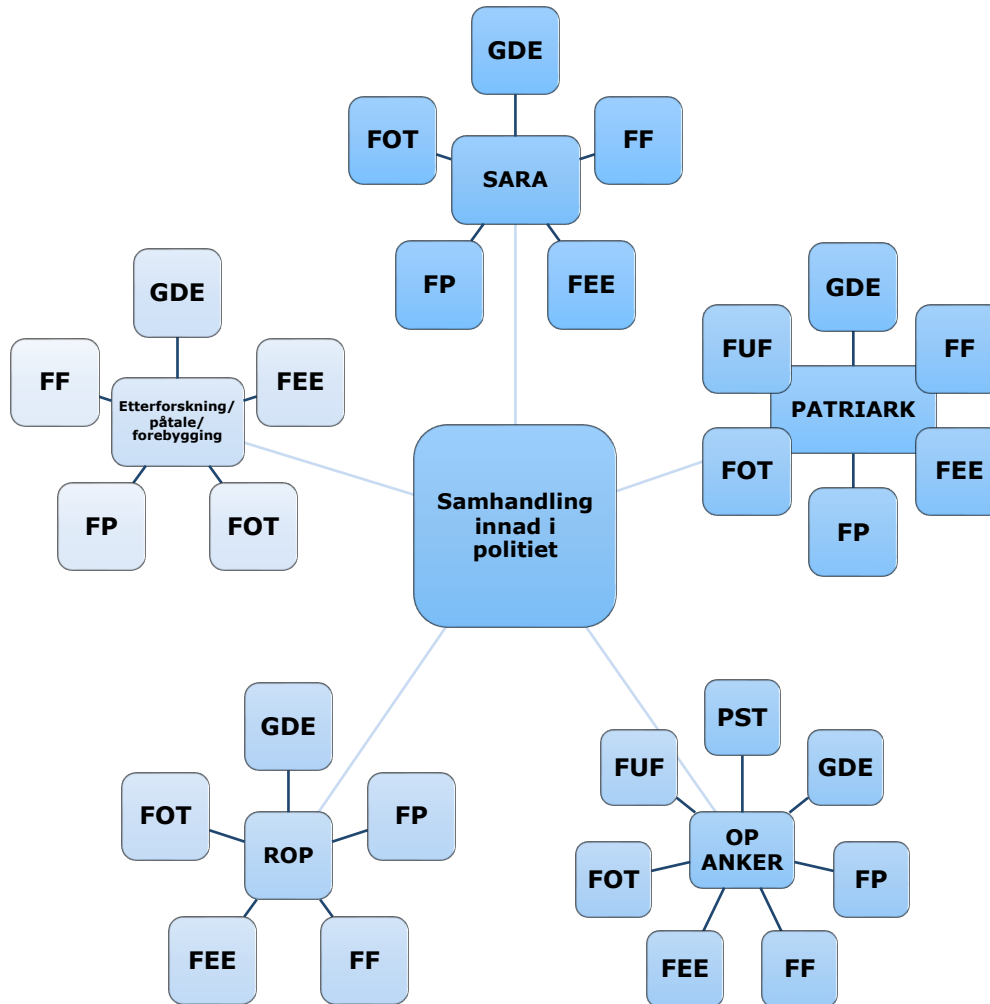 GDE
FOT
FF
SARA
FP
FEE
GDE
FF
FEE
Etterforskning/
påtale/
forebygging
FP
FOT
GDE
FUF
FF
PATRIARK
FOT
FEE
FP
Samhandling
innad i
politiet
GDE
FOT
FP
ROP
FEE
FF
PST
FUF
GDE
OP
ANKER
FOT
FP
FEE
FF